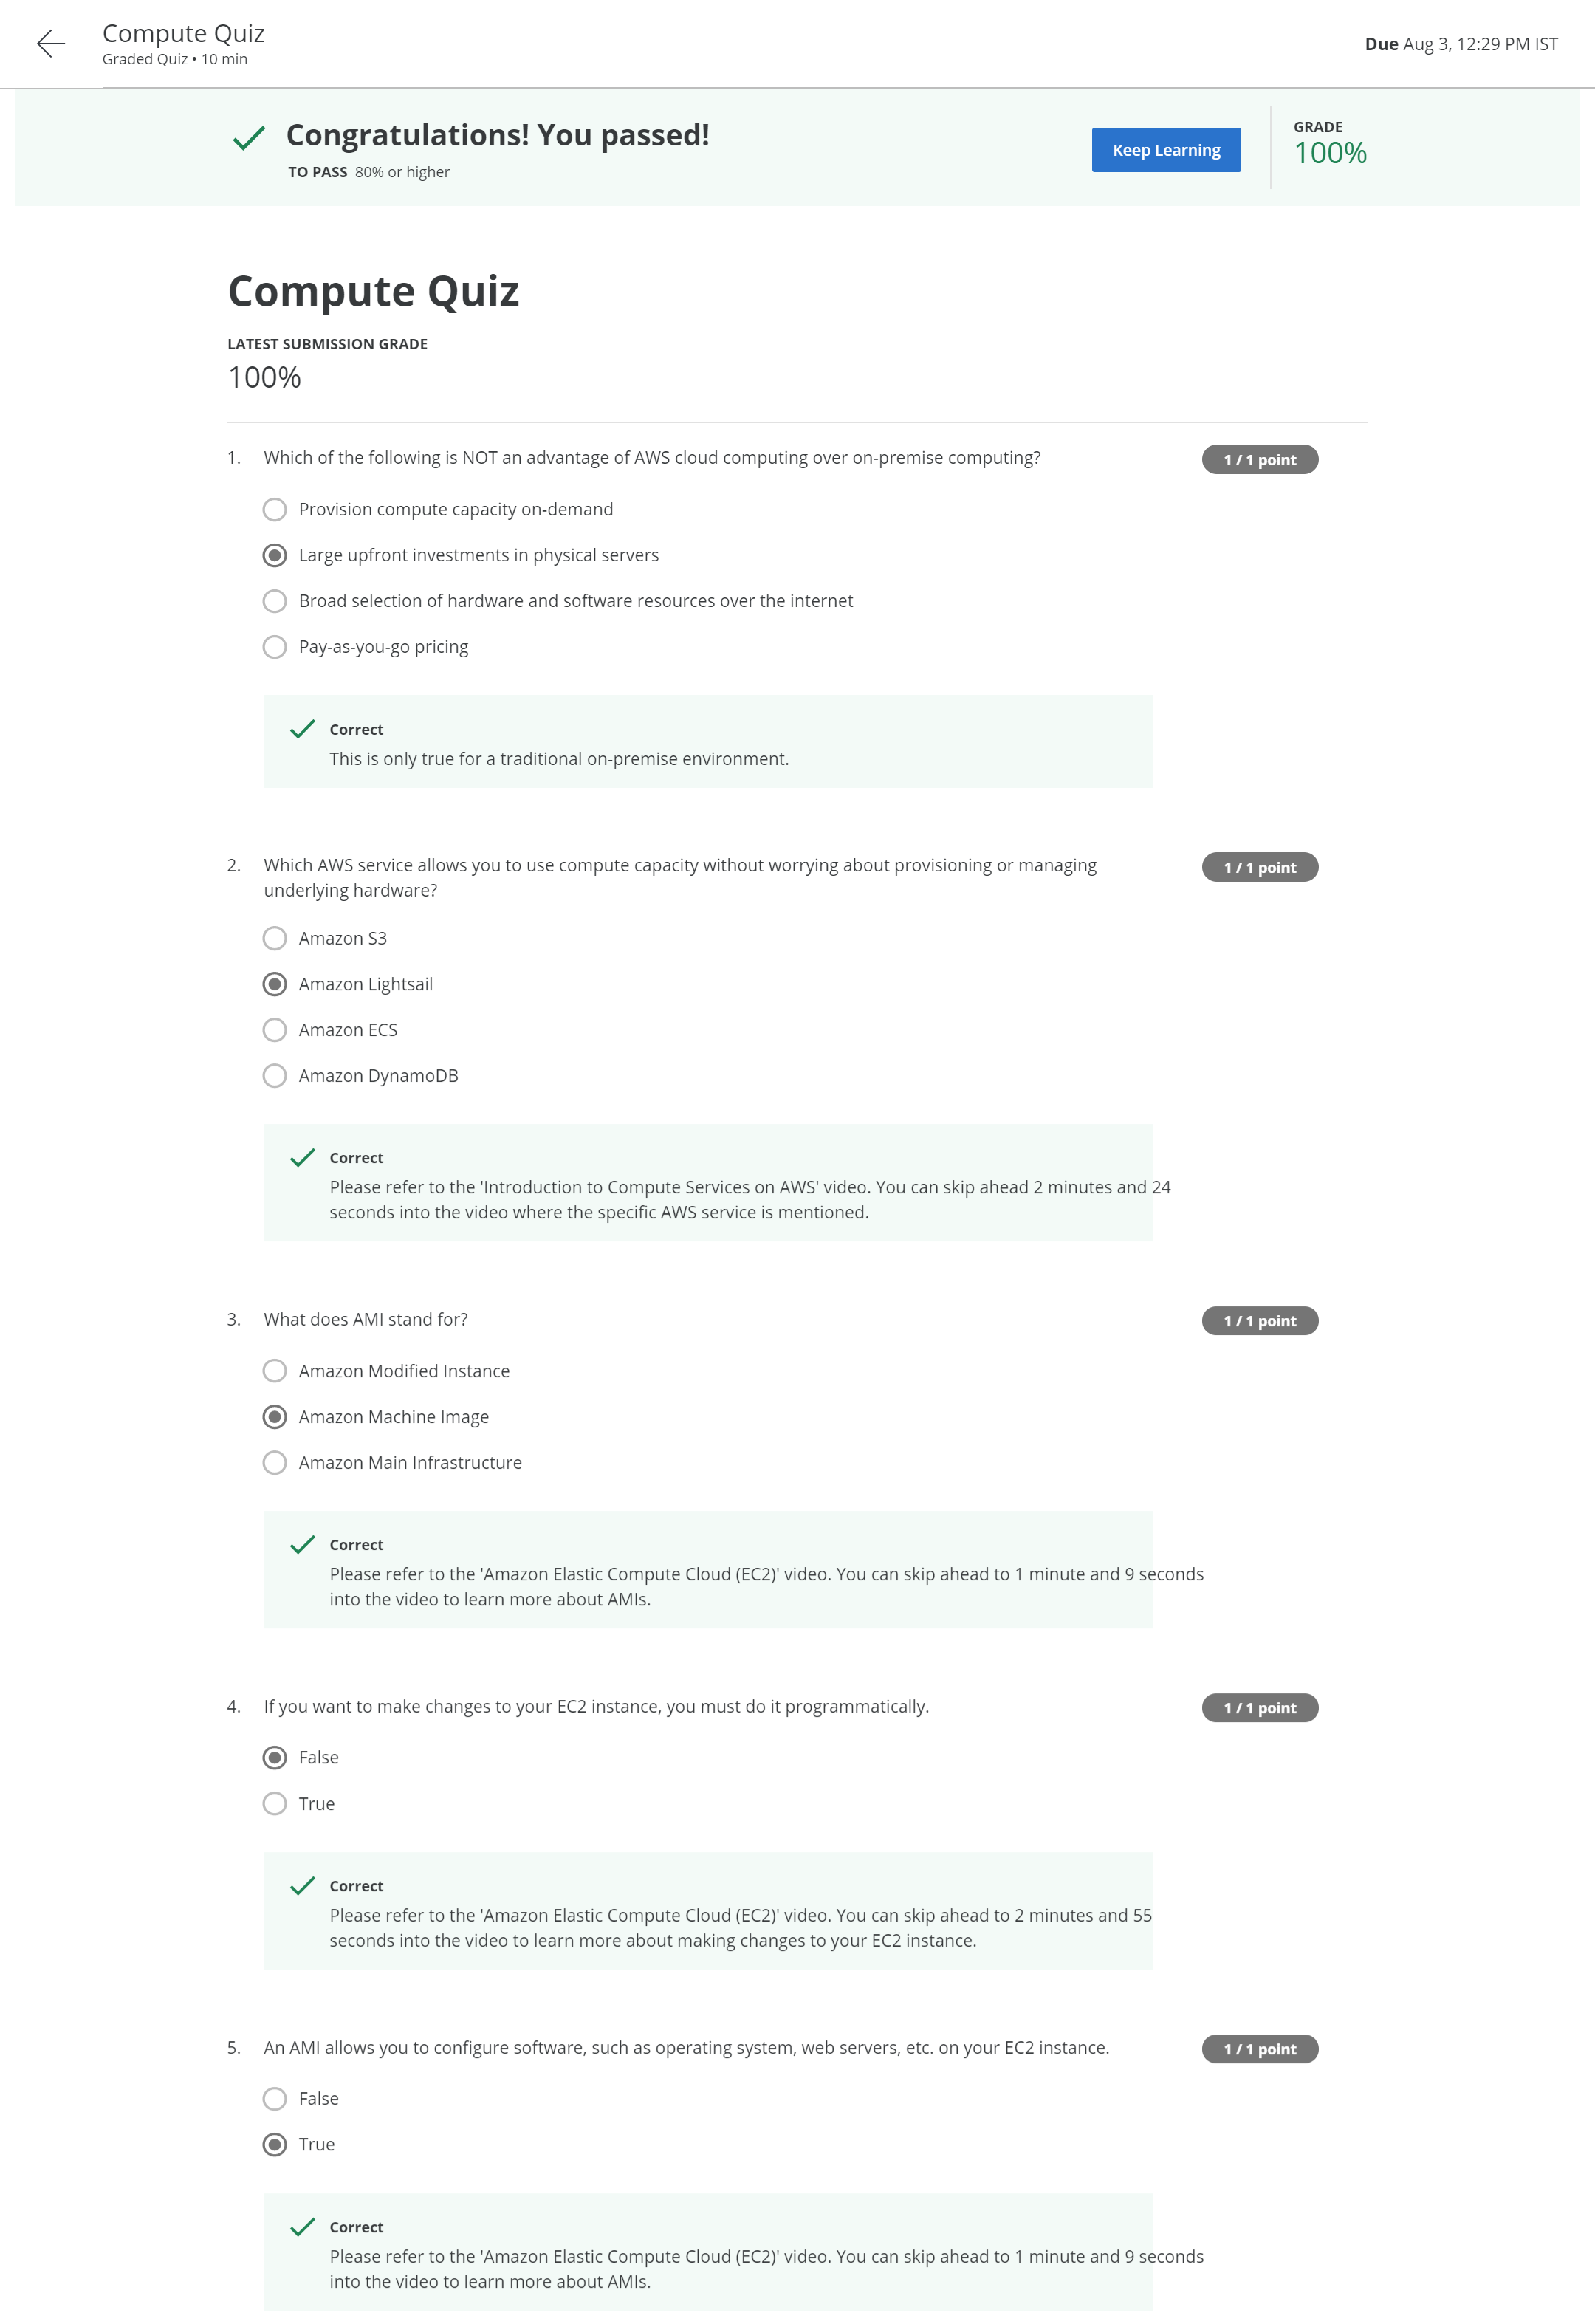 Compute Quiz
Graded Quiz • 10 min
Due Aug 3, 12:29 PM IST
Congratulations! You passed!
TO PASS 80% or higher
Keep Learning
GRADE
100%
Compute Quiz
LATEST SUBMISSION GRADE
100%
1. Which of the following is NOT an advantage of AWS cloud computing over on-premise computing?
1 / 1 point
Provision compute capacity on-demand
Large upfront investments in physical servers
Broad selection of hardware and software resources over the internet
Pay-as-you-go pricing
Correct
This is only true for a traditional on-premise environment.
2. Which AWS service allows you to use compute capacity without worrying about provisioning or managing
underlying hardware?
1 / 1 point
Amazon S3
Amazon Lightsail
Amazon ECS
Amazon DynamoDB
Correct
Please refer to the 'Introduction to Compute Services on AWS' video. You can skip ahead 2 minutes and 24
seconds into the video where the specific AWS service is mentioned.
3. What does AMI stand for?
1 / 1 point
Amazon Modified Instance
Amazon Machine Image
Amazon Main Infrastructure
Correct
Please refer to the 'Amazon Elastic Compute Cloud (EC2)' video. You can skip ahead to 1 minute and 9 seconds
into the video to learn more about AMIs.
4. If you want to make changes to your EC2 instance, you must do it programmatically.
1 / 1 point
False
True
Correct
Please refer to the 'Amazon Elastic Compute Cloud (EC2)' video. You can skip ahead to 2 minutes and 55
seconds into the video to learn more about making changes to your EC2 instance.
5. An AMI allows you to configure software, such as operating system, web servers, etc. on your EC2 instance.
1 / 1 point
False
True
Correct
Please refer to the 'Amazon Elastic Compute Cloud (EC2)' video. You can skip ahead to 1 minute and 9 seconds
into the video to learn more about AMIs.